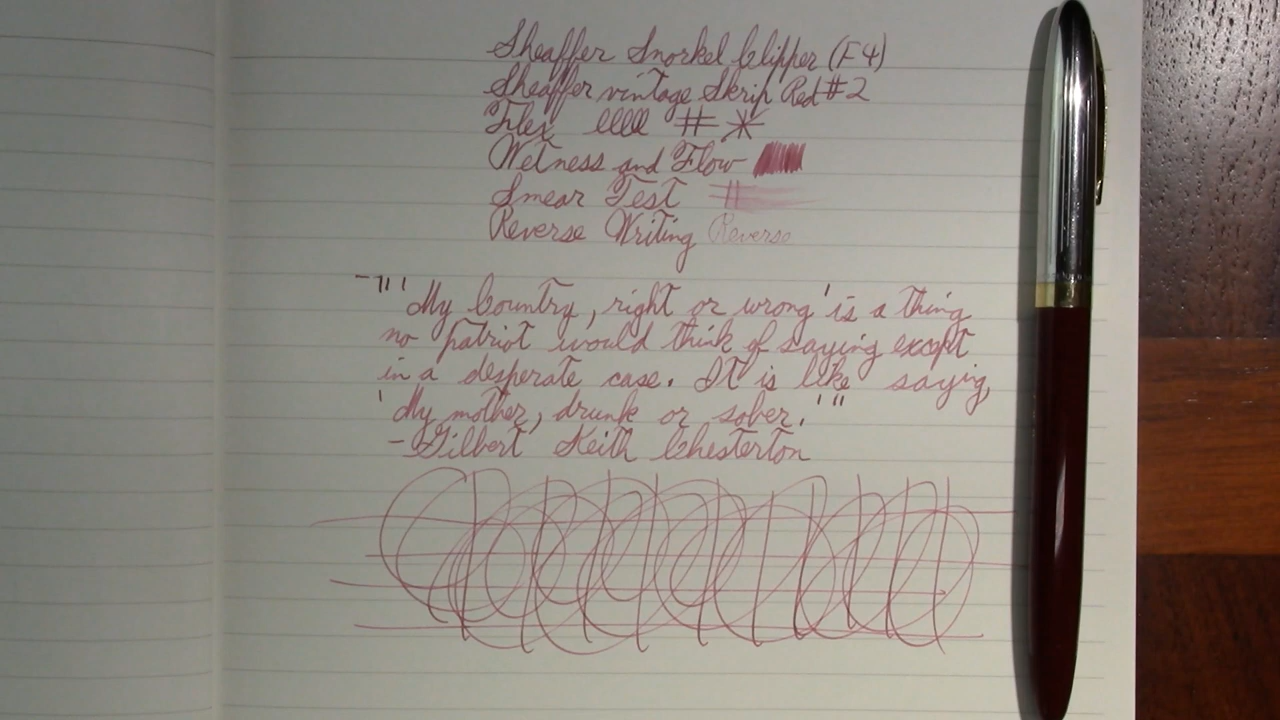 Sheaffer Snorkel Clipper (F4)
Sheaffer vintage Skrip Red #2
Flex llll # *
Wetness and Flow
Smear Test
Reverse Writing Reverse
"'My Country, right or wrong' is a thing
no patriot would think of saying except
in a desperate case. It is like saying,
'My mother, drunk or sober.'"
- Gilbert Keith Chesterton